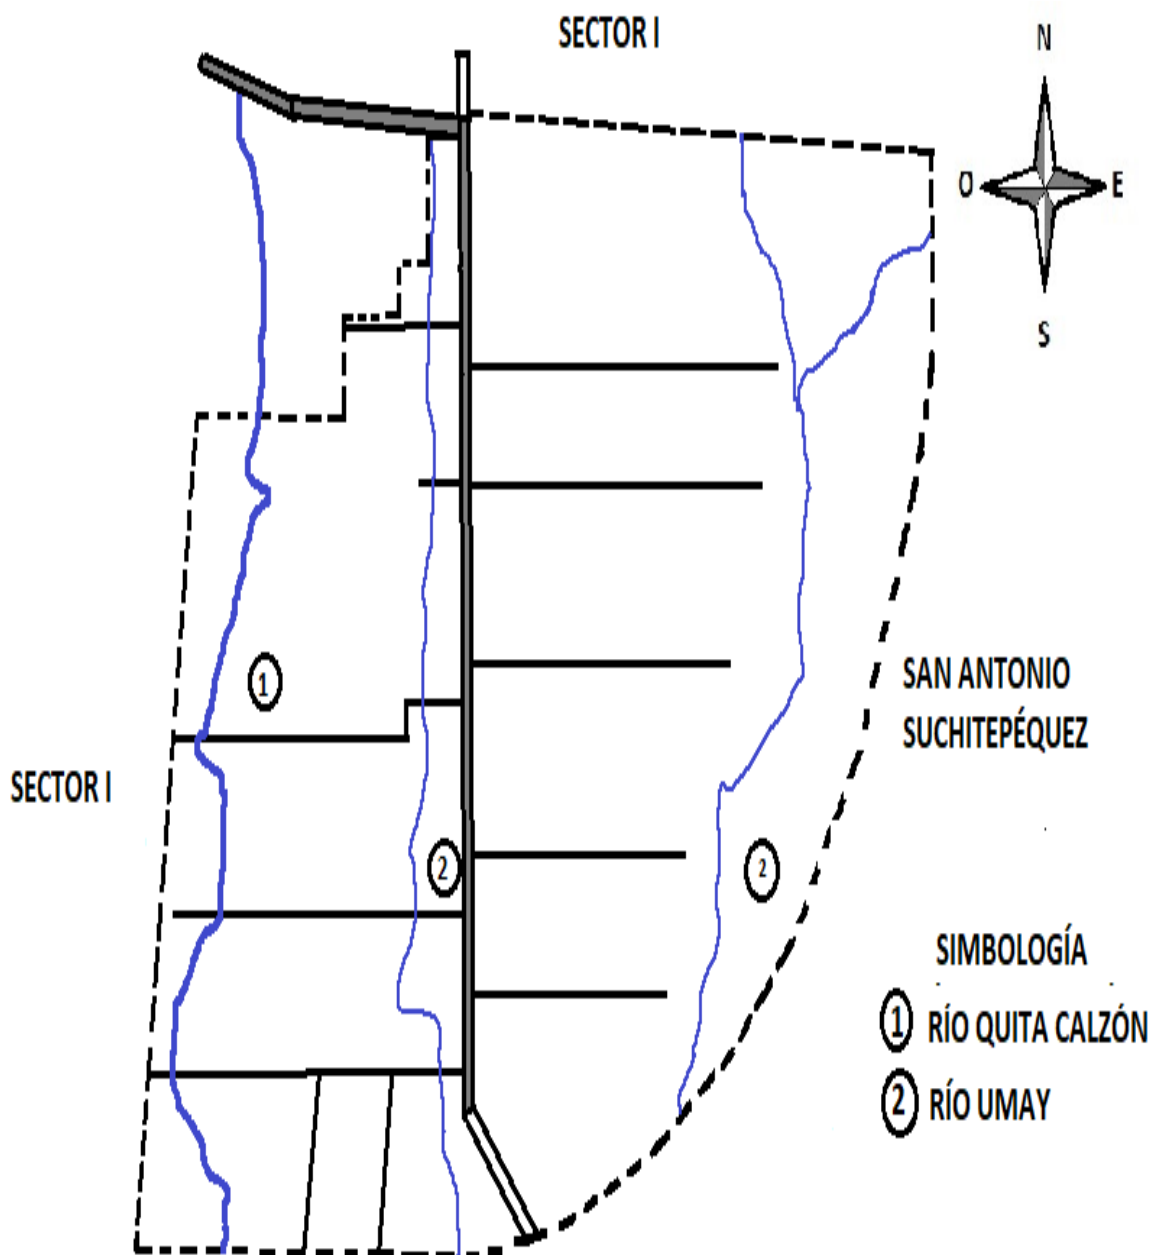 SECTOR I
N
O
E
S
SAN ANTONIO
SUCHITEPÉQUEZ
1
SECTOR I
2
2
SIMBOLOGÍA
1 RÍO QUITA CALZÓN
2 RÍO UMAY